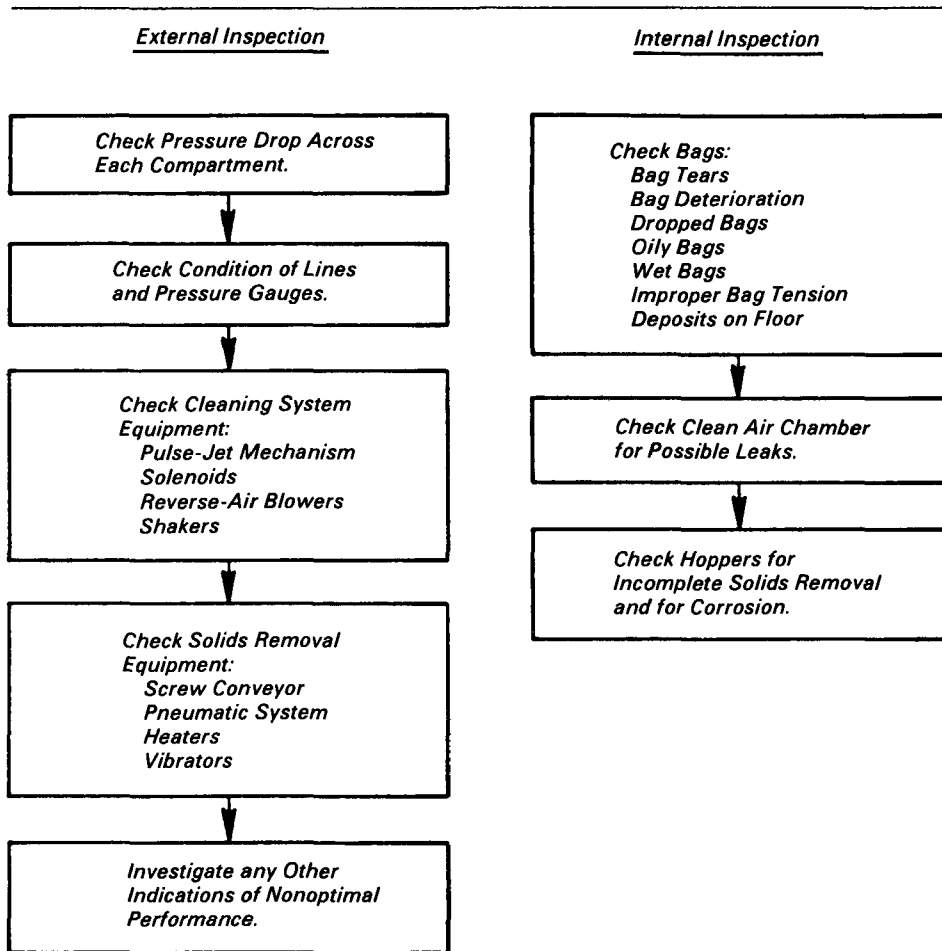 External Inspection
Check Pressure Drop Across
Each Compartment.
Check Condition of Lines
and Pressure Gauges.
Check Cleaning System
Equipment:
Pulse-Jet Mechanism
Solenoids
Reverse-Air Blowers
Shakers
Check Solids Removal
Equipment:
Screw Conveyor
Pneumatic System
Heaters
Vibrators
Investigate any Other
Indications of Nonoptimal
Performance.
Internal Inspection
Check Bags:
Bag Tears
Bag Deterioration
Dropped Bags
Oily Bags
Wet Bags
Improper Bag Tension
Deposits on Floor
Check Clean Air Chamber
for Possible Leaks.
Check Hoppers for
Incomplete Solids Removal
and for Corrosion.